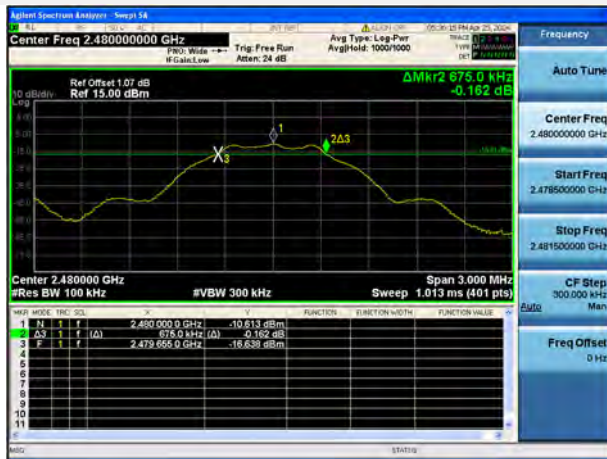 Agilent Spectrum Analyzer - Swept SA
Center Freq 2.480000000 GHz
PNO: Wide
IFGain:Low
Trig: Free Run
Atten: 24 dB
Avg Type: Log-Pwr
Avg|Hold: 1000/1000
05:36:15 PM Apr 25, 2024
TRACE
TYPE
DET
Frequency
Ref Offset 1.07 dB
Ref 15.00 dBm
ΔMkr2 675.0 kHz
-0.162 dB
10 dB/div
Log
Auto Tune
Center Freq
2.480000000 GHz
Start Freq
2.478500000 GHz
Stop Freq
2.481500000 GHz
CF Step
300.000 kHz
Auto Man
Freq Offset
0 Hz
1
2Δ3
3
Center 2.480000 GHz
Span 3.000 MHz
#Res BW 100 kHz
#VBW 300 kHz
Sweep 1.013 ms (401 pts)
MKR MODE TRC SCL X Y FUNCTION FUNCTION WIDTH FUNCTION VALUE
1 N 1 f 2.480 000 0 GHz -10.613 dBm
2 Δ3 1 f (Δ) 675.0 kHz (Δ) -0.162 dB
3 F 1 f 2.479 655 0 GHz -16.638 dBm
4
5
6
7
8
9
10
11
MSG
STATUS